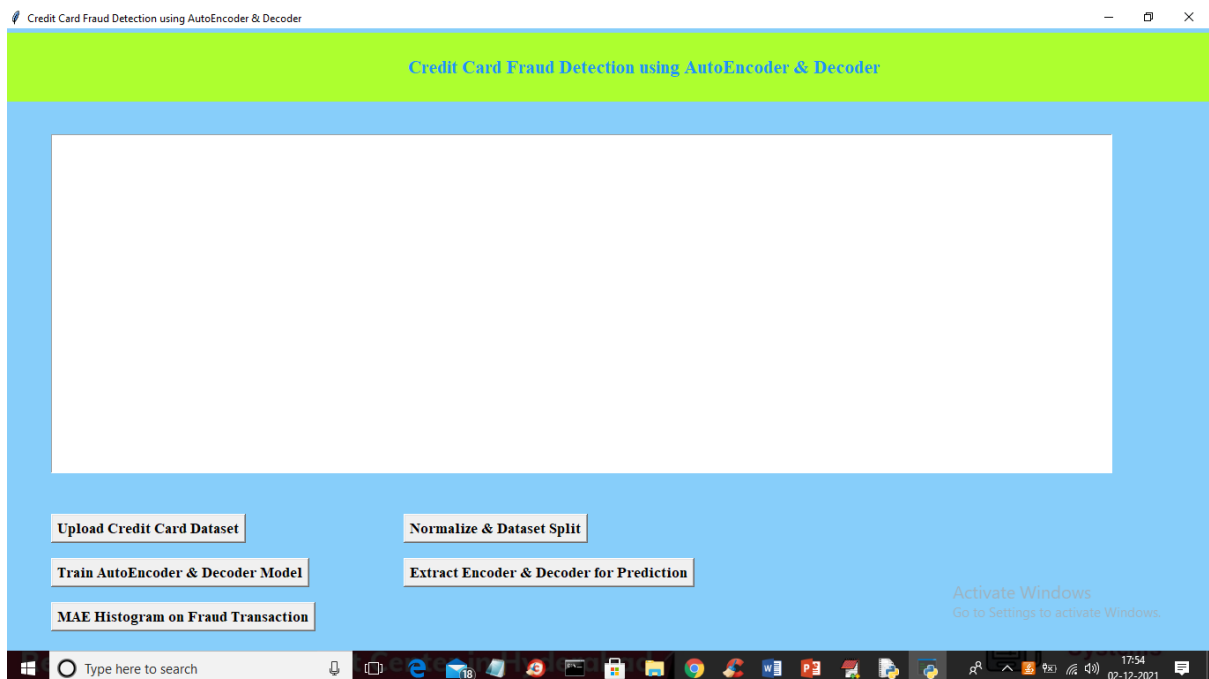 Credit Card Fraud Detection using AutoEncoder & Decoder
Credit Card Fraud Detection using AutoEncoder & Decoder
Upload Credit Card Dataset
Normalize & Dataset Split
Train AutoEncoder & Decoder Model
Extract Encoder & Decoder for Prediction
MAE Histogram on Fraud Transaction
Activate Windows
Go to Settings to activate Windows.
Type here to search
18
17:54
02-12-2021